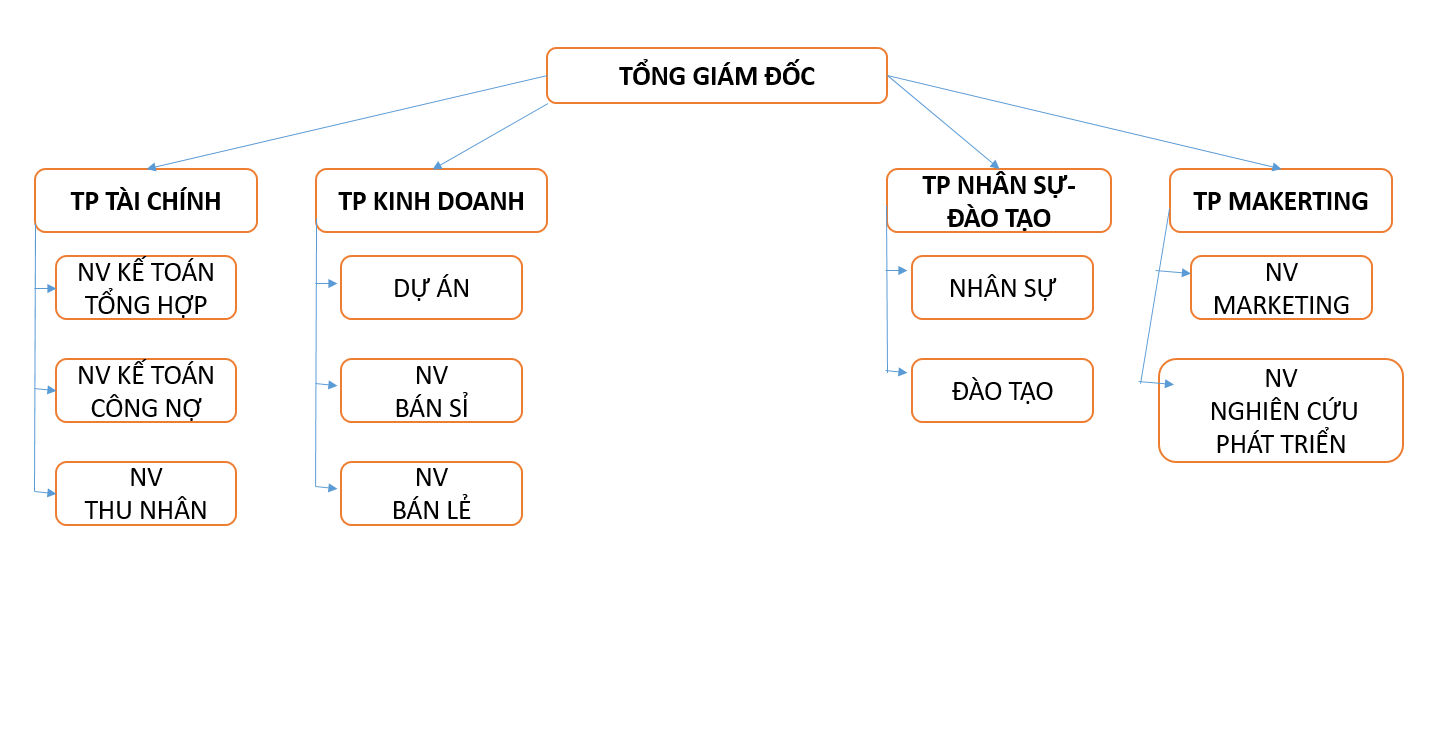 TỔNG GIÁM ĐỐC
TP TÀI CHÍNH
NV KẾ TOÁN
TỔNG HỢP
NV KẾ TOÁN
CÔNG NỢ
NV
THU NHÂN
TP KINH DOANH
DỰ ÁN
NV
BÁN SỈ
NV
BÁN LẺ
TP NHÂN SỰ-
ĐÀO TẠO
NHÂN SỰ
ĐÀO TẠO
TP MAKERTING
NV
MARKETING
NV
NGHIÊN CỨU
PHÁT TRIỂN